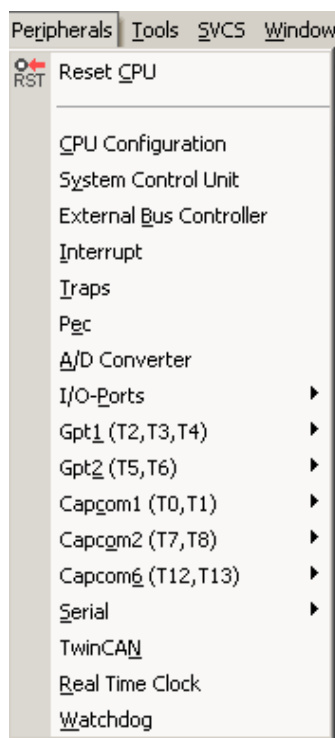 Peripherals Tools SVCS Window
RST Reset CPU
CPU Configuration
System Control Unit
External Bus Controller
Interrupt
Traps
Pec
A/D Converter
I/O-Ports
Gpt1 (T2,T3,T4)
Gpt2 (T5,T6)
Capcom1 (T0,T1)
Capcom2 (T7,T8)
Capcom6 (T12,T13)
Serial
TwinCAN
Real Time Clock
Watchdog